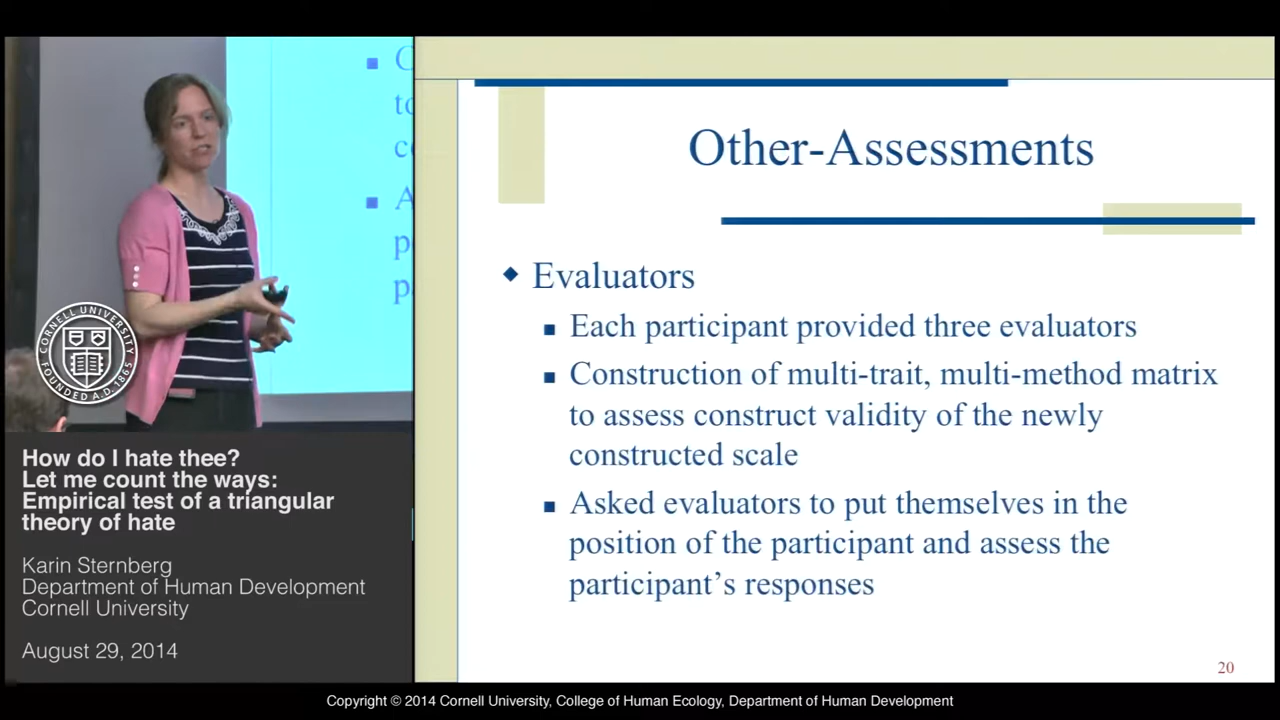 Other-Assessments
Evaluators
Each participant provided three evaluators
Construction of multi-trait, multi-method matrix
to assess construct validity of the newly
constructed scale
Asked evaluators to put themselves in the
position of the participant and assess the
participant’s responses
20
CORNELL UNIVERSITY
FOUNDED A.D. 1865
How do I hate thee?
Let me count the ways:
Empirical test of a triangular
theory of hate
Karin Sternberg
Department of Human Development
Cornell University
August 29, 2014
Copyright © 2014 Cornell University, College of Human Ecology, Department of Human Development